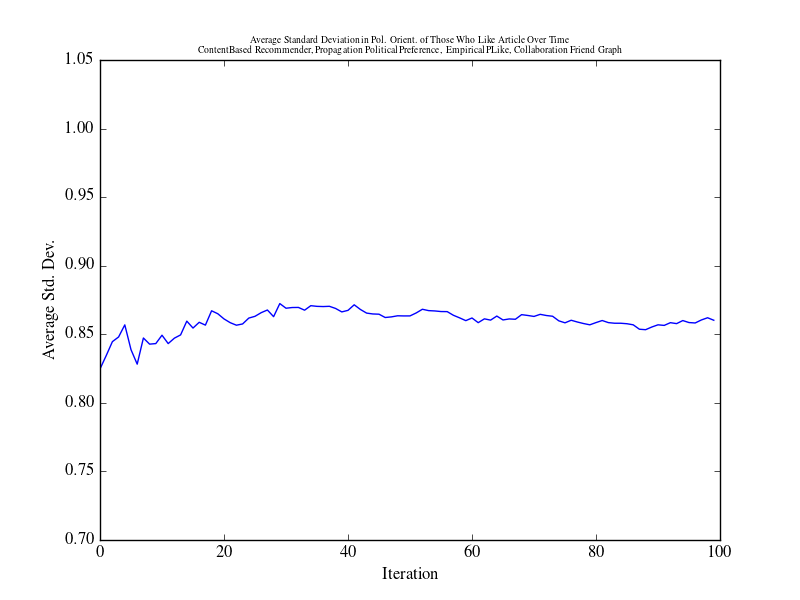 Average Standard Deviation in Pol. Orient. of Those Who Like Article Over Time
ContentBased Recommender, Propagation PoliticalPreference, EmpiricalPLike, Collaboration Friend Graph
1.05
1.00
0.95
0.90
0.85
0.80
0.75
0.70
Average Std. Dev.
0 20 40 60 80 100
Iteration